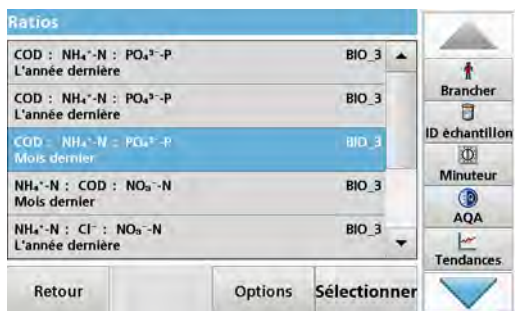 Ratios
COD : NH₄⁺-N : PO₄³⁻-P BIO_3
L'année dernière
COD : NH₄⁺-N : PO₄³⁻-P BIO_3
L'année dernière
COD : NH₄⁺-N : PO₄³⁻-P BIO_3
Mois dernier
NH₄⁺-N : COD : NO₃⁻-N BIO_3
Mois dernier
NH₄⁺-N : Cl⁻ : NO₃⁻-N BIO_3
L'année dernière
Retour Options Sélectionner
Brancher
ID échantillon
Minuteur
AQA
Tendances